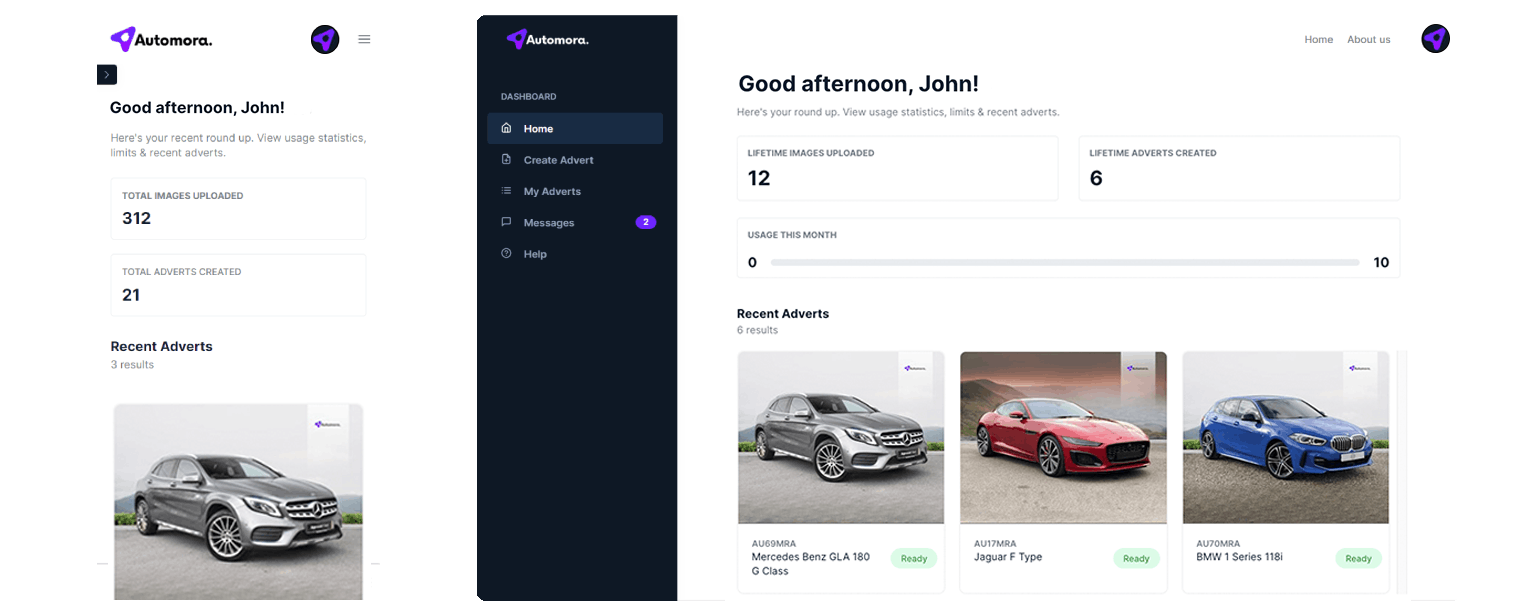 Automora.
Good afternoon, John!
Here's your recent round up. View usage statistics,
limits & recent adverts.
TOTAL IMAGES UPLOADED
312
TOTAL ADVERTS CREATED
21
Recent Adverts
3 results
Automora.
Automora.
DASHBOARD
Home
Create Advert
My Adverts
Messages 2
Help
Home About us
Good afternoon, John!
Here's your round up. View usage statistics, limits & recent adverts.
LIFETIME IMAGES UPLOADED
12
LIFETIME ADVERTS CREATED
6
USAGE THIS MONTH
0 10
Recent Adverts
6 results
Automora.
AU69MRA
Mercedes Benz GLA 180
G Class
Ready
Automora.
AU17MRA
Jaguar F Type
Ready
Automora.
AU70MRA
BMW 1 Series 118i
Ready